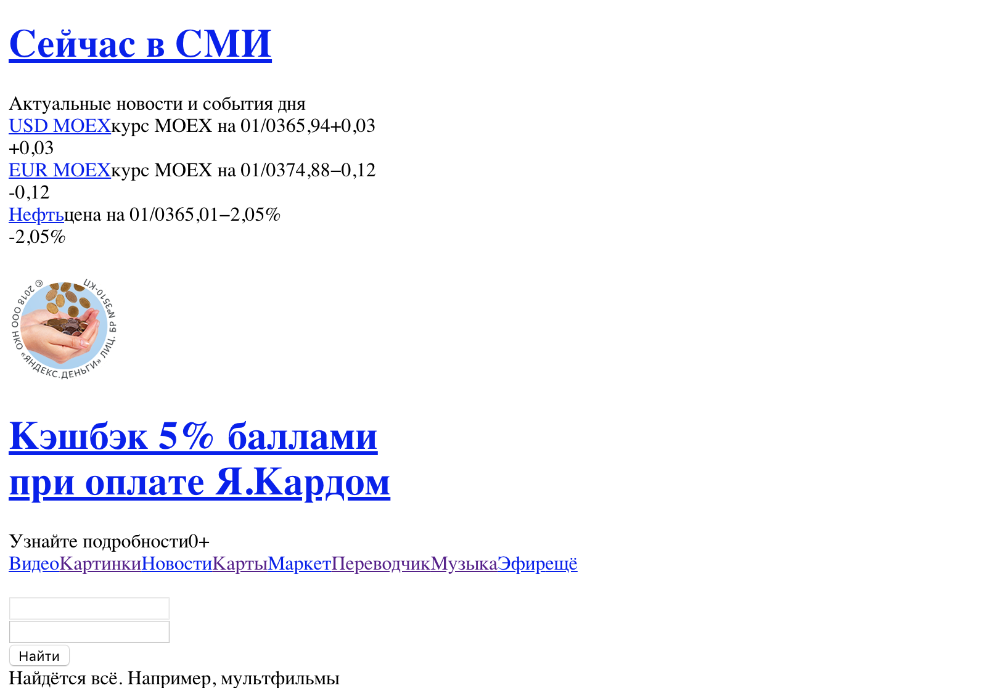 Сейчас в СМИ
Актуальные новости и события дня
USD MOEXкурс MOEX на 01/0365,94+0,03
+0,03
EUR MOEXкурс MOEX на 01/0374,88−0,12
-0,12
Нефтьцена на 01/0365,01−2,05%
-2,05%
© 2018 ООО НКО «ЯНДЕКС.ДЕНЬГИ» ЛИЦ. БР №3510-КП
Кэшбэк 5% баллами
при оплате Я.Кардом
Узнайте подробности0+
ВидеоКартинкиНовостиКартыМаркетПереводчикМузыкаЭфирещё
Найти
Найдётся всё. Например, мультфильмы